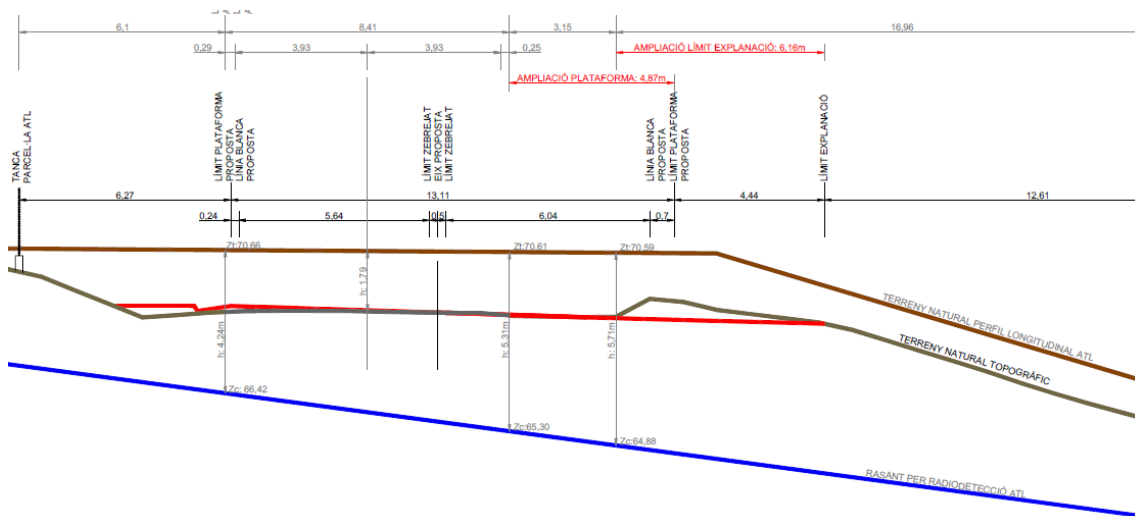 6,1
8,41
3,15
16,96
0,29
3,93
3,93
0,25
AMPLIACIÓ LÍMIT EXPLANACIÓ: 6,16m
AMPLIACIÓ PLATAFORMA: 4,87m
TANCA
PARCEL·LA ATL
LÍMIT PLATAFORMA
PROPOSTA
LÍNIA BLANCA
PROPOSTA
LÍMIT ZEBREJAT
EIX PROPOSTA
LÍMIT ZEBREJAT
LÍNIA BLANCA
PROPOSTA
LÍMIT PLATAFORMA
PROPOSTA
LÍMIT EXPLANACIÓ
6,27
13,11
4,44
12,61
0,24
5,64
0,5
6,04
0,7
Zt:70,66
Zt:70,61
Zt:70,59
h: 1,79
h: 4,24m
h: 5,31m
h: 5,71m
Zc: 66,42
Zc:65,30
Zc:64,88
TERRENY NATURAL PERFIL LONGITUDINAL ATL
TERRENY NATURAL TOPOGRÀFIC
RASANT PER RADIODETECCIÓ ATL